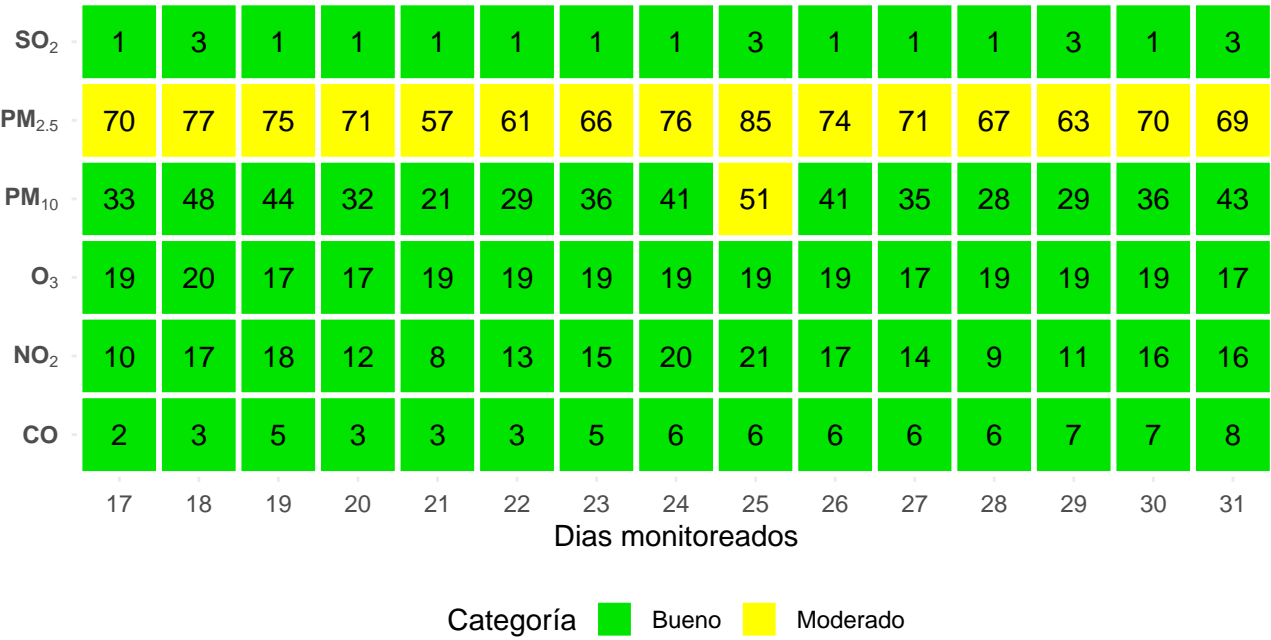 SO₂ 1 3 1 1 1 1 1 1 3 1 1 1 3 1 3
PM₂.₅ 70 77 75 71 57 61 66 76 85 74 71 67 63 70 69
PM₁₀ 33 48 44 32 21 29 36 41 51 41 35 28 29 36 43
O₃ 19 20 17 17 19 19 19 19 19 19 17 19 19 19 17
NO₂ 10 17 18 12 8 13 15 20 21 17 14 9 11 16 16
CO 2 3 5 3 3 3 5 6 6 6 6 6 7 7 8
17 18 19 20 21 22 23 24 25 26 27 28 29 30 31
Dias monitoreados
Categoría Bueno Moderado